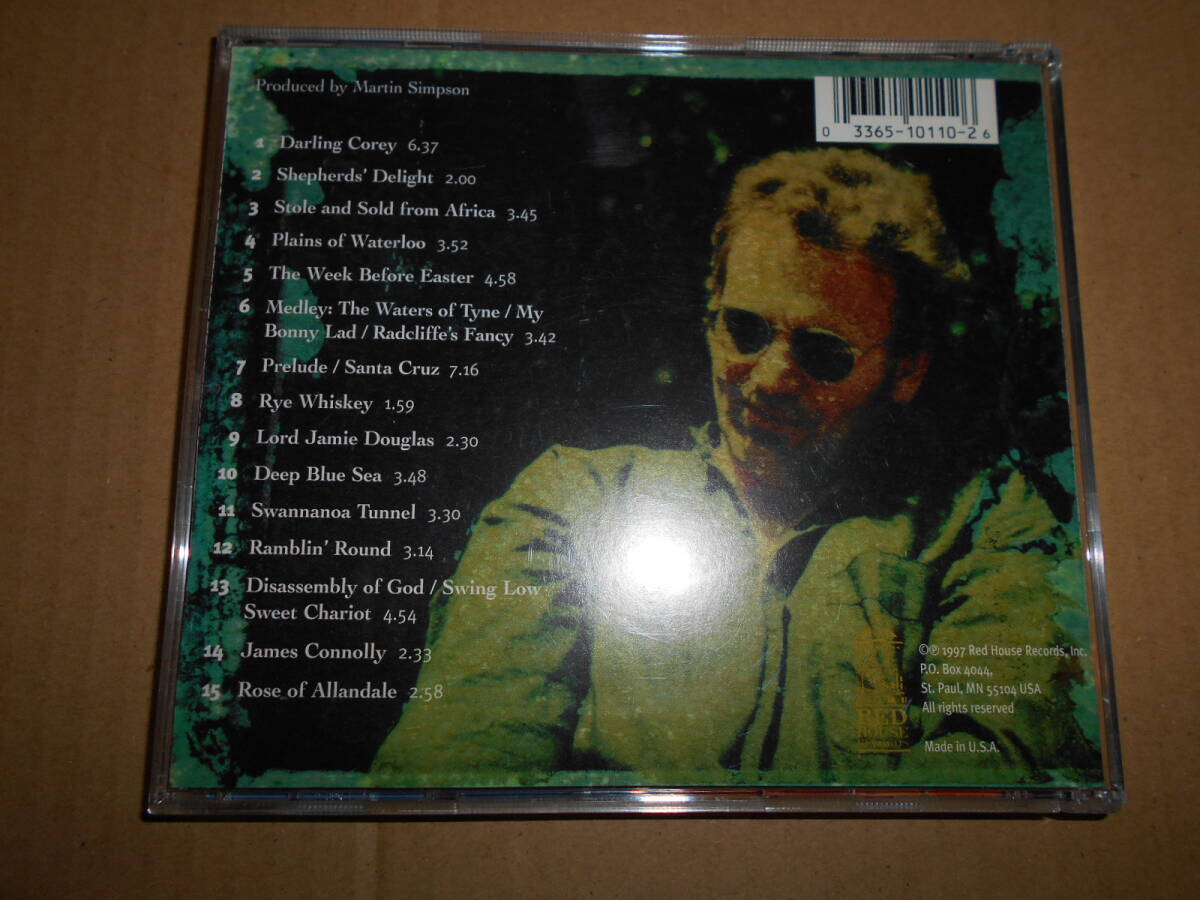 Produced by Martin Simpson
0 3365-10110-2 6
1 Darling Corey 6.37
2 Shepherds' Delight 2.00
3 Stole and Sold from Africa 3.45
4 Plains of Waterloo 3.52
5 The Week Before Easter 4.58
6 Medley: The Waters of Tyne / My
Bonny Lad / Radcliffe's Fancy 3.42
7 Prelude / Santa Cruz 7.16
8 Rye Whiskey 1.59
9 Lord Jamie Douglas 2.30
10 Deep Blue Sea 3.48
11 Swannanoa Tunnel 3.30
12 Ramblin' Round 3.14
13 Disassembly of God / Swing Low
Sweet Chariot 4.54
14 James Connolly 2.33
15 Rose of Allandale 2.58
RED
HOUSE
©℗ 1997 Red House Records, Inc.
P.O. Box 4044,
St. Paul, MN 55104 USA
All rights reserved
Made in U.S.A.